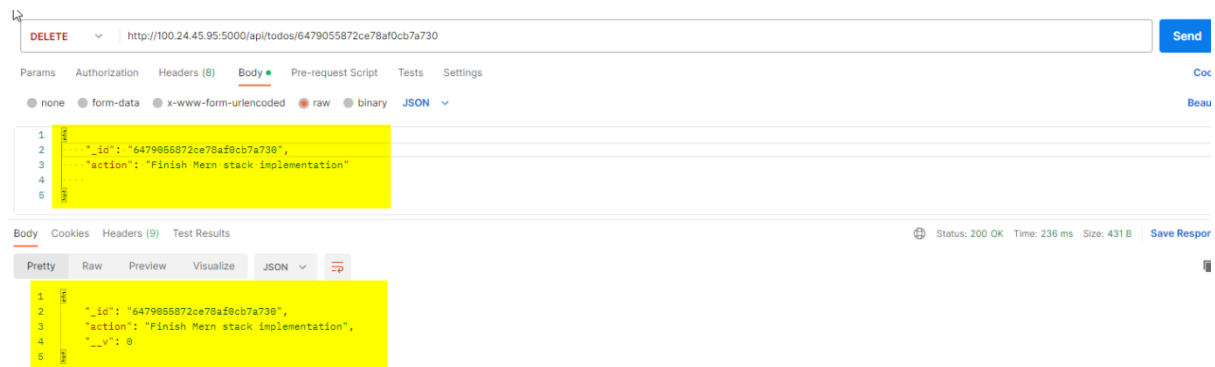 DELETE http://100.24.45.95:5000/api/todos/6479055872ce78af0cb7a730 Send
Params Authorization Headers (8) Body Pre-request Script Tests Settings
none form-data x-www-form-urlencoded raw binary JSON
1 {
2 "_id": "6479055872ce78af0cb7a730",
3 "action": "Finish Mern stack implementation"
4
5 }
Body Cookies Headers (9) Test Results Status: 200 OK Time: 236 ms Size: 431 B Save Respon
Pretty Raw Preview Visualize JSON
1 {
2 "_id": "6479055872ce78af0cb7a730",
3 "action": "Finish Mern stack implementation",
4 "__v": 0
5 }